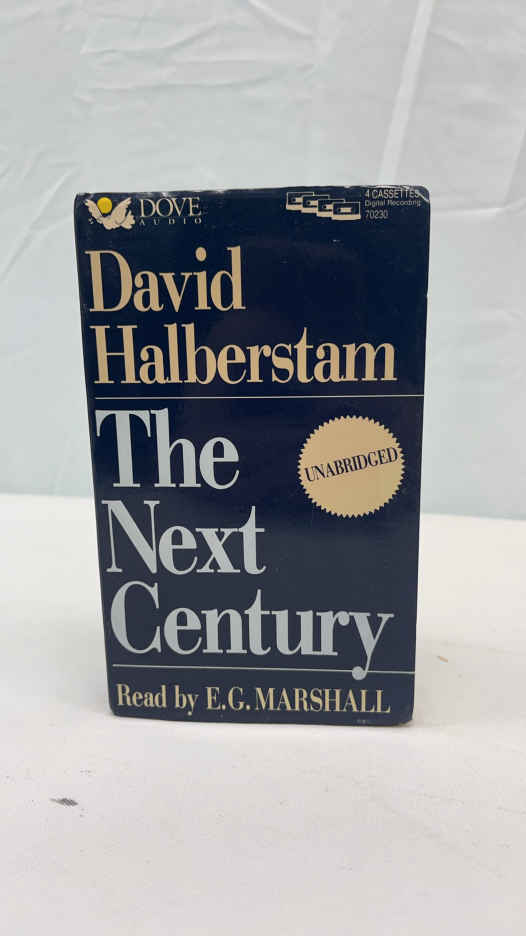 DOVE
AUDIO
4 CASSETTES
Digital Recording
70230
David
Halberstam
The
Next
Century
UNABRIDGED
Read by E.G. MARSHALL